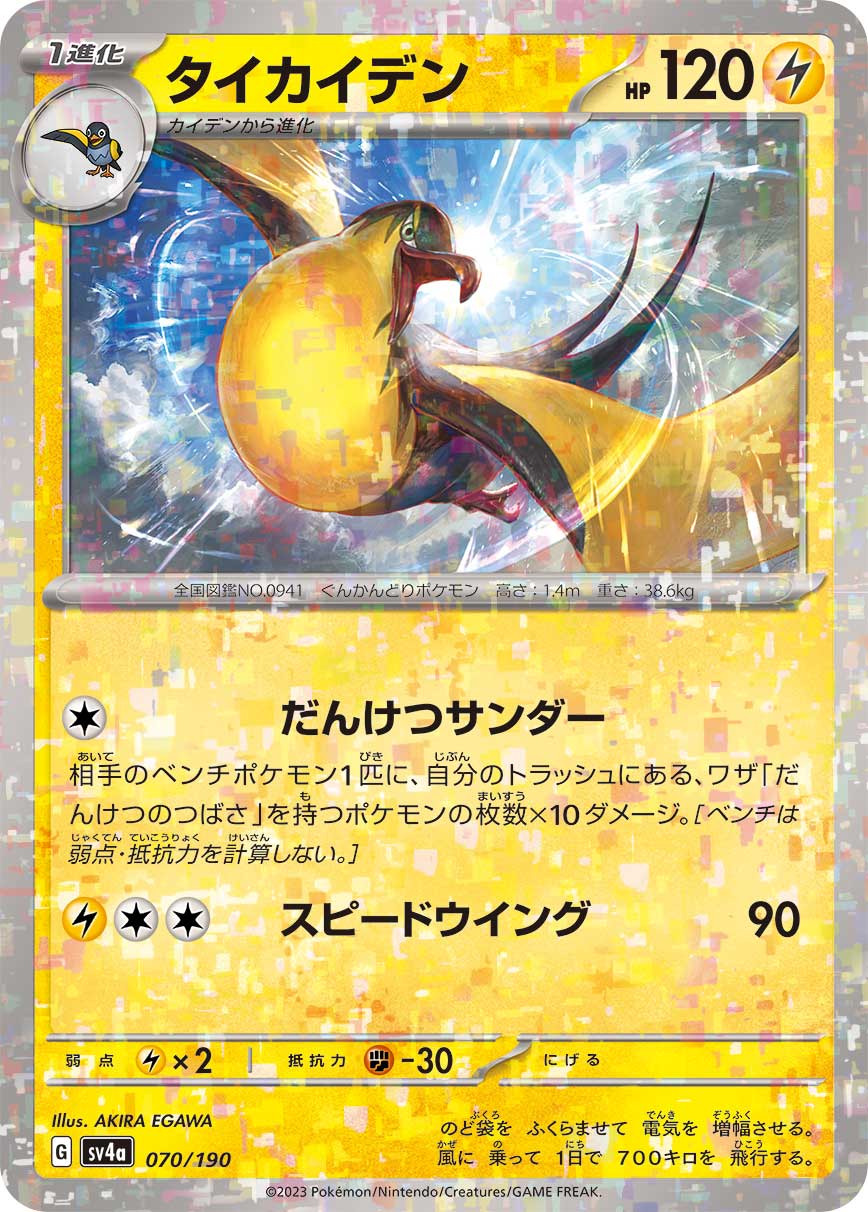 1進化
タイカイデン
HP 120
カイデンから進化
全国図鑑NO.0941 ぐんかんどりポケモン 高さ:1.4m 重さ:38.6kg
だんけつサンダー
相手のベンチポケモン1匹に、自分のトラッシュにある、ワザ「だ
んけつのつばさ」を持つポケモンの枚数×10ダメージ。[ベンチは
弱点・抵抗力を計算しない。]
スピードウイング 90
弱点 ×2 抵抗力 -30 にげる
Illus. AKIRA EGAWA
のど袋を ふくらませて 電気を 増幅させる。
風に 乗って 1日で 700キロを 飛行する。
G sv4a 070/190
©2023 Pokémon/Nintendo/Creatures/GAME FREAK.